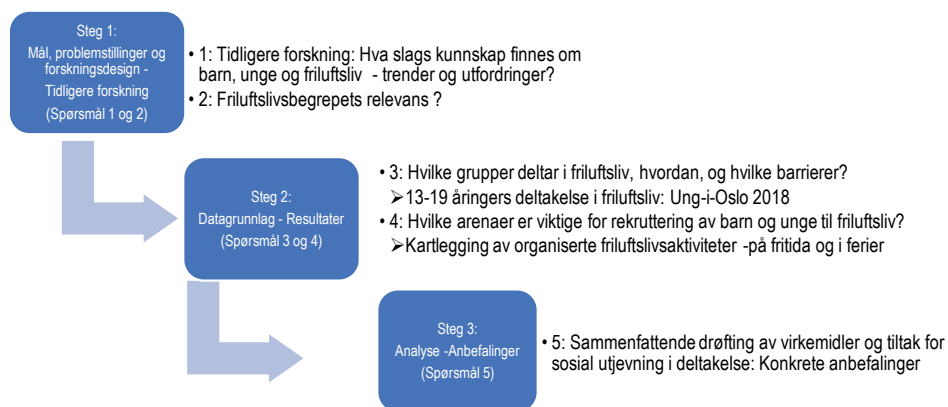 Steg 1:
Mål, problemstillinger og
forskningsdesign -
Tidligere forskning
(Spørsmål 1 og 2)
• 1: Tidligere forskning: Hva slags kunnskap finnes om
barn, unge og friluftsliv - trender og utfordringer?
• 2: Friluftslivsbegrepets relevans ?
Steg 2:
Datagrunnlag - Resultater
(Spørsmål 3 og 4)
• 3: Hvilke grupper deltar i friluftsliv, hvordan, og hvilke barrierer?
➢13-19 åringers deltakelse i friluftsliv: Ung-i-Oslo 2018
• 4: Hvilke arenaer er viktige for rekruttering av barn og unge til friluftsliv?
➢Kartlegging av organiserte friluftslivsaktiviteter -på fritida og i ferier
Steg 3:
Analyse -Anbefalinger
(Spørsmål 5)
• 5: Sammenfattende drøfting av virkemidler og tiltak for
sosial utjevning i deltakelse: Konkrete anbefalinger